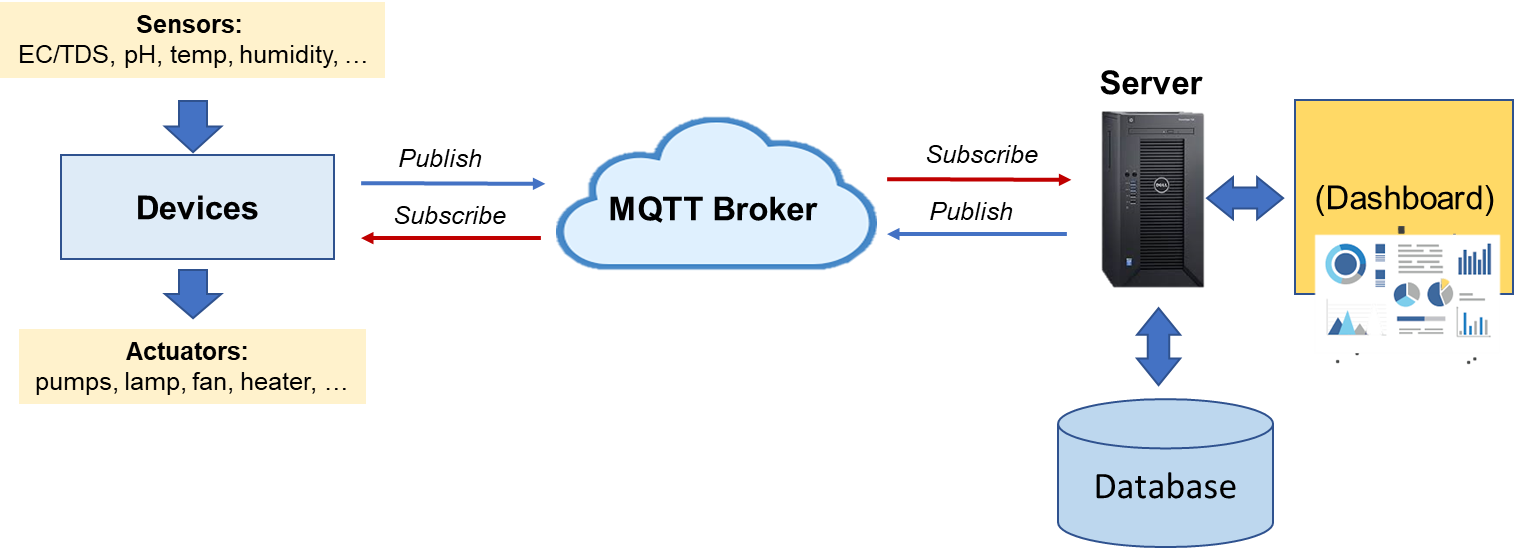 Sensors:
EC/TDS, pH, temp, humidity, …
Devices
Actuators:
pumps, lamp, fan, heater, …
Publish
Subscribe
MQTT Broker
Subscribe
Publish
Server
DELL
(Dashboard)
Database